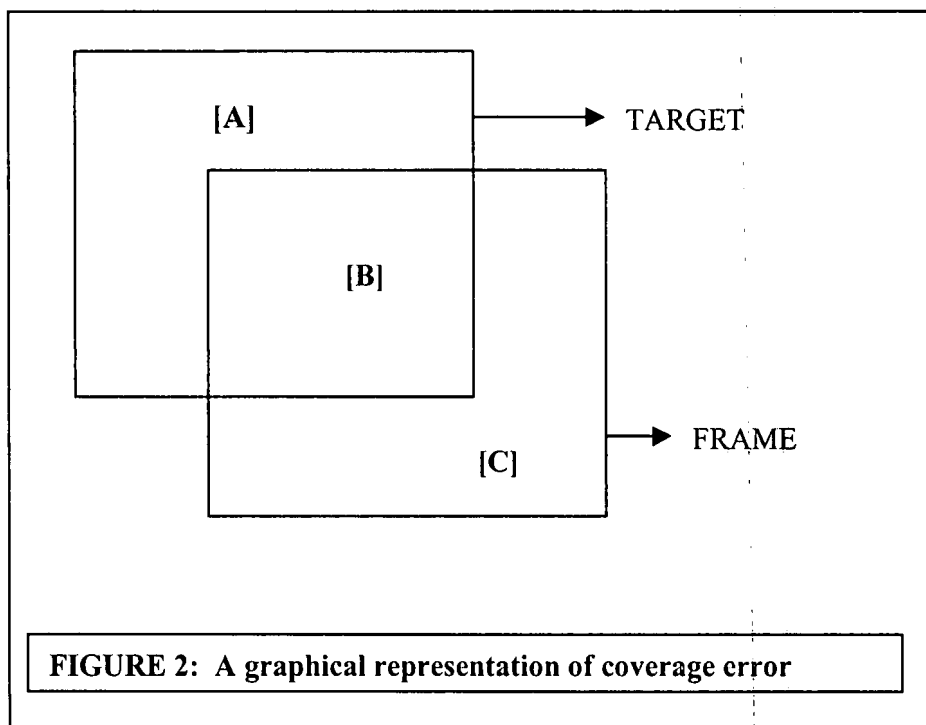 [A]
TARGET
[B]
[C]
FRAME
FIGURE 2: A graphical representation of coverage error